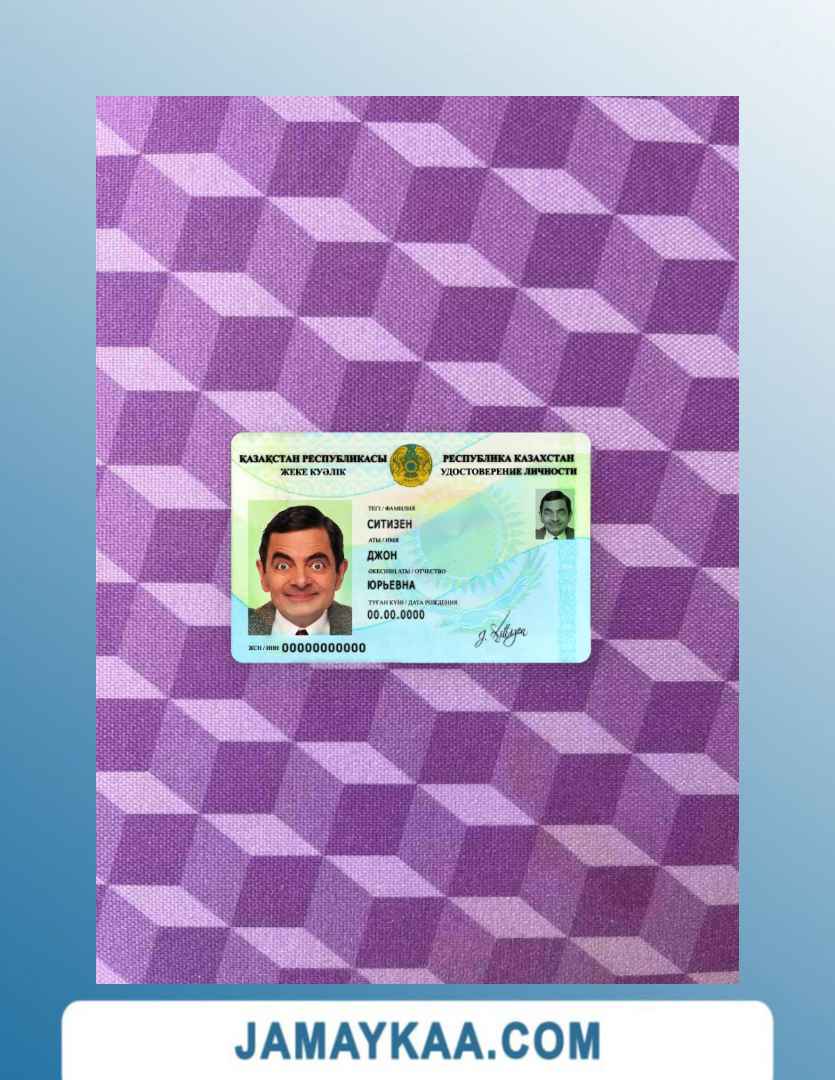 ҚАЗАҚСТАН РЕСПУБЛИКАСЫ
ЖЕКЕ КУӘЛІК
РЕСПУБЛИКА КАЗАХСТАН
УДОСТОВЕРЕНИЕ ЛИЧНОСТИ
ТЕГІ / ФАМИЛИЯ
СИТИЗЕН
АТЫ / ИМЯ
ДЖОН
ӘКЕСІНІҢ АТЫ / ОТЧЕСТВО
ЮРЬЕВНА
ТУҒАН КҮНІ / ДАТА РОЖДЕНИЯ
00.00.0000
ЖСН / ИИН 00000000000
JAMAYKAA.COM